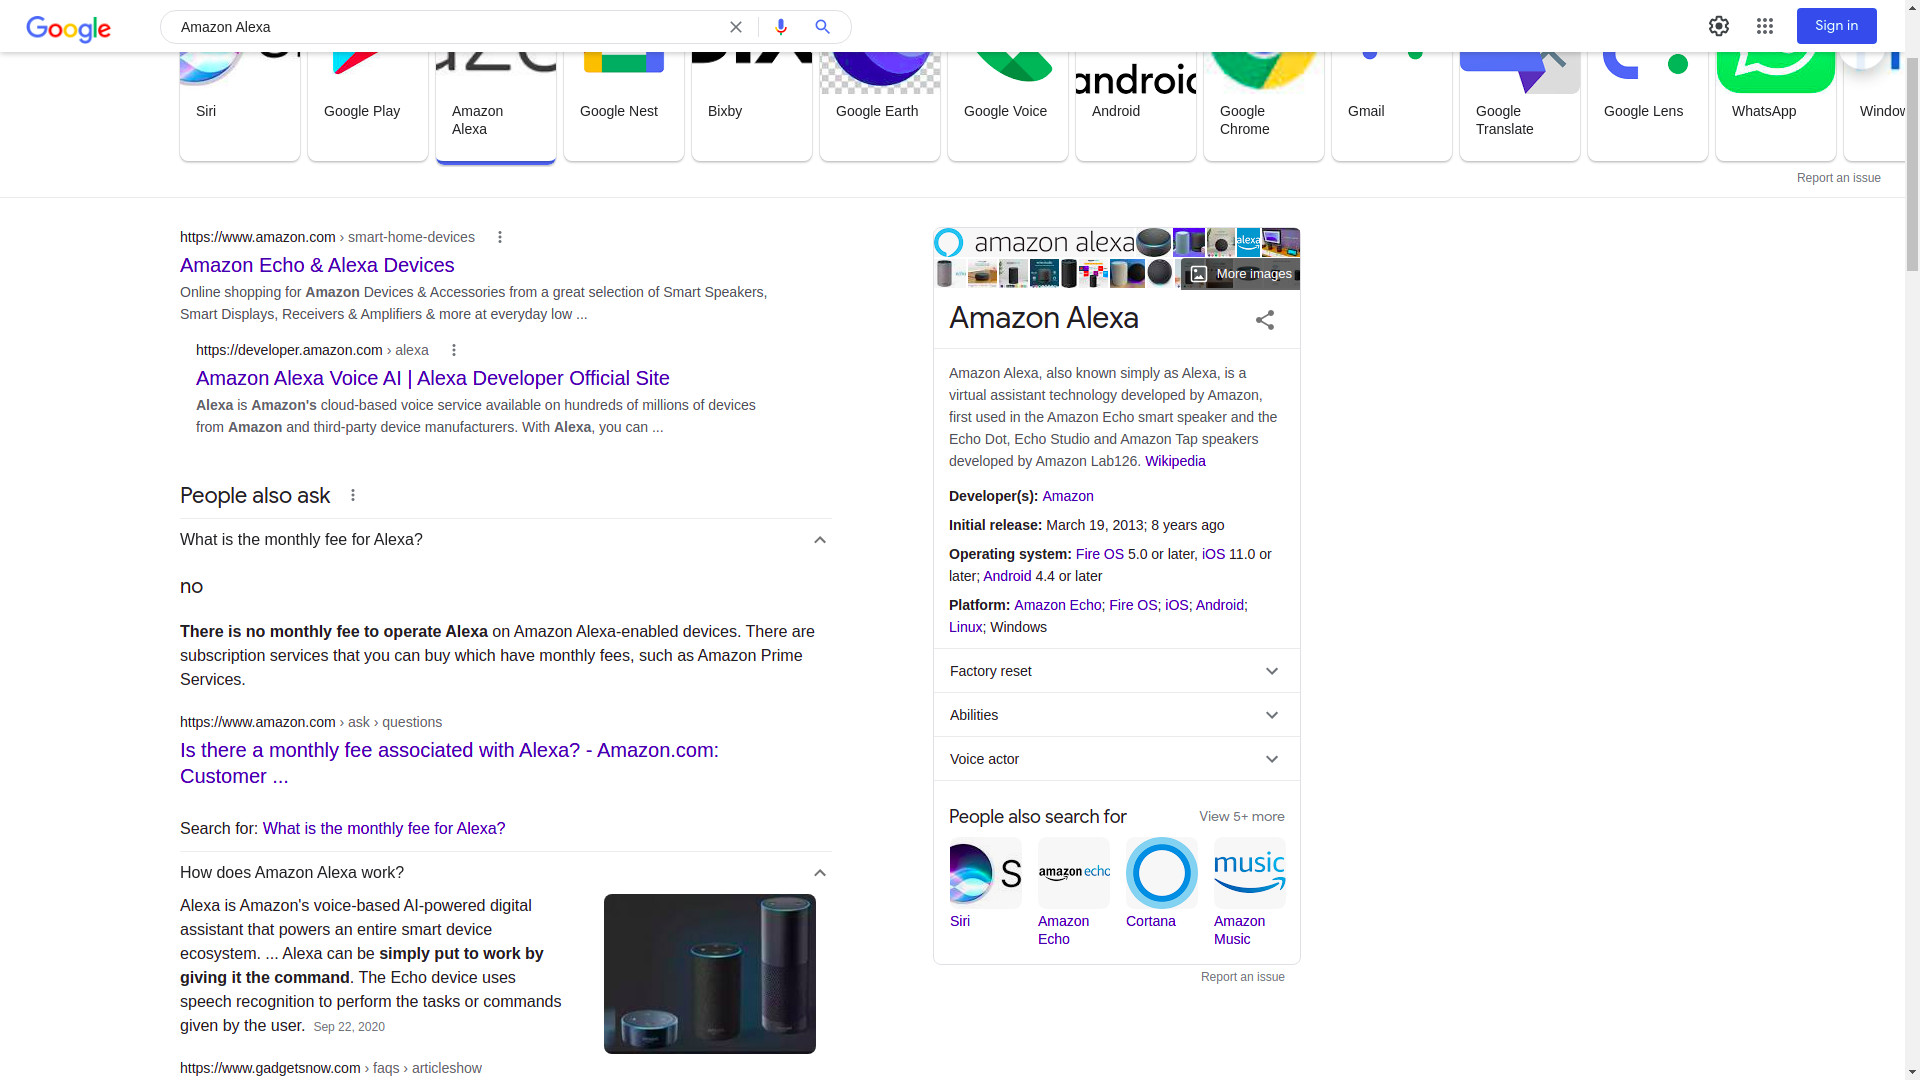 Google
Amazon Alexa
Sign in
Siri
Google Play
Amazon
Alexa
Google Nest
Bixby
Google Earth
Google Voice
android
Android
Google
Chrome
Gmail
Google
Translate
Google Lens
WhatsApp
Window
Report an issue
https://www.amazon.com › smart-home-devices
Amazon Echo & Alexa Devices
Online shopping for Amazon Devices & Accessories from a great selection of Smart Speakers,
Smart Displays, Receivers & Amplifiers & more at everyday low ...
https://developer.amazon.com › alexa
Amazon Alexa Voice AI | Alexa Developer Official Site
Alexa is Amazon's cloud-based voice service available on hundreds of millions of devices
from Amazon and third-party device manufacturers. With Alexa, you can ...
People also ask
What is the monthly fee for Alexa?
no
There is no monthly fee to operate Alexa on Amazon Alexa-enabled devices. There are
subscription services that you can buy which have monthly fees, such as Amazon Prime
Services.
https://www.amazon.com › ask › questions
Is there a monthly fee associated with Alexa? - Amazon.com:
Customer ...
Search for: What is the monthly fee for Alexa?
How does Amazon Alexa work?
Alexa is Amazon's voice-based AI-powered digital
assistant that powers an entire smart device
ecosystem. ... Alexa can be simply put to work by
giving it the command. The Echo device uses
speech recognition to perform the tasks or commands
given by the user. Sep 22, 2020
https://www.gadgetsnow.com › faqs › articleshow
amazon alexa
alexa
More images
Amazon Alexa
Amazon Alexa, also known simply as Alexa, is a
virtual assistant technology developed by Amazon,
first used in the Amazon Echo smart speaker and the
Echo Dot, Echo Studio and Amazon Tap speakers
developed by Amazon Lab126. Wikipedia
Developer(s): Amazon
Initial release: March 19, 2013; 8 years ago
Operating system: Fire OS 5.0 or later, iOS 11.0 or
later; Android 4.4 or later
Platform: Amazon Echo; Fire OS; iOS; Android;
Linux; Windows
Factory reset
Abilities
Voice actor
People also search for
View 5+ more
S
amazon echo
music
Siri
Amazon
Echo
Cortana
Amazon
Music
Report an issue